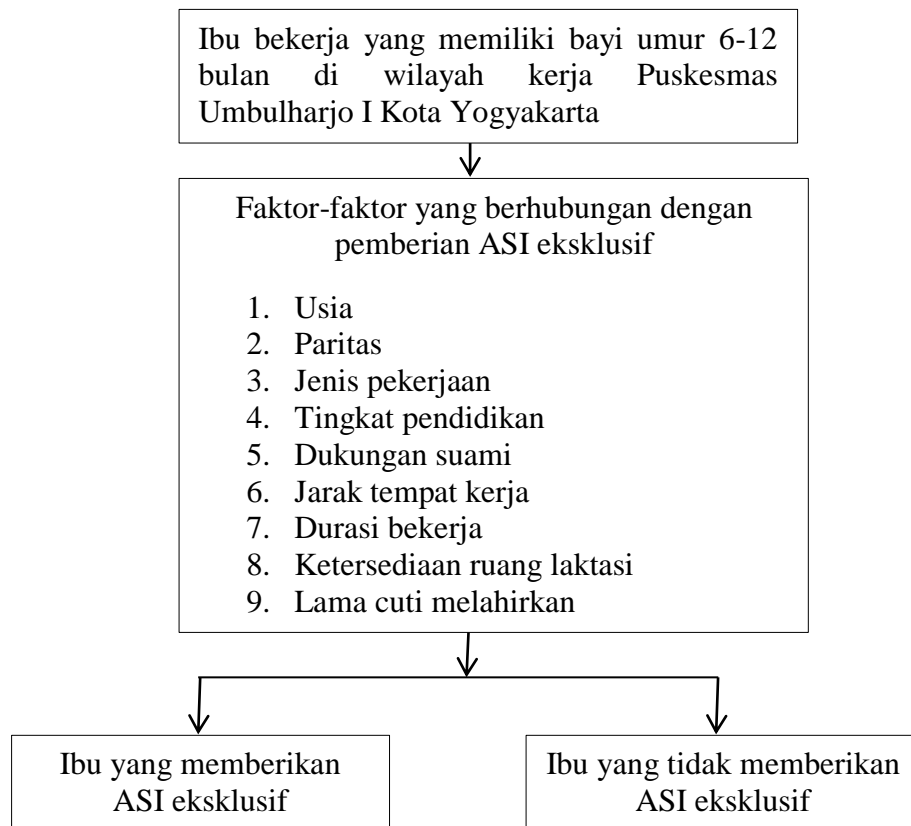 Ibu bekerja yang memiliki bayi umur 6-12
bulan di wilayah kerja Puskesmas
Umbulharjo I Kota Yogyakarta
Faktor-faktor yang berhubungan dengan
pemberian ASI eksklusif
1. Usia
2. Paritas
3. Jenis pekerjaan
4. Tingkat pendidikan
5. Dukungan suami
6. Jarak tempat kerja
7. Durasi bekerja
8. Ketersediaan ruang laktasi
9. Lama cuti melahirkan
Ibu yang memberikan
ASI eksklusif
Ibu yang tidak memberikan
ASI eksklusif